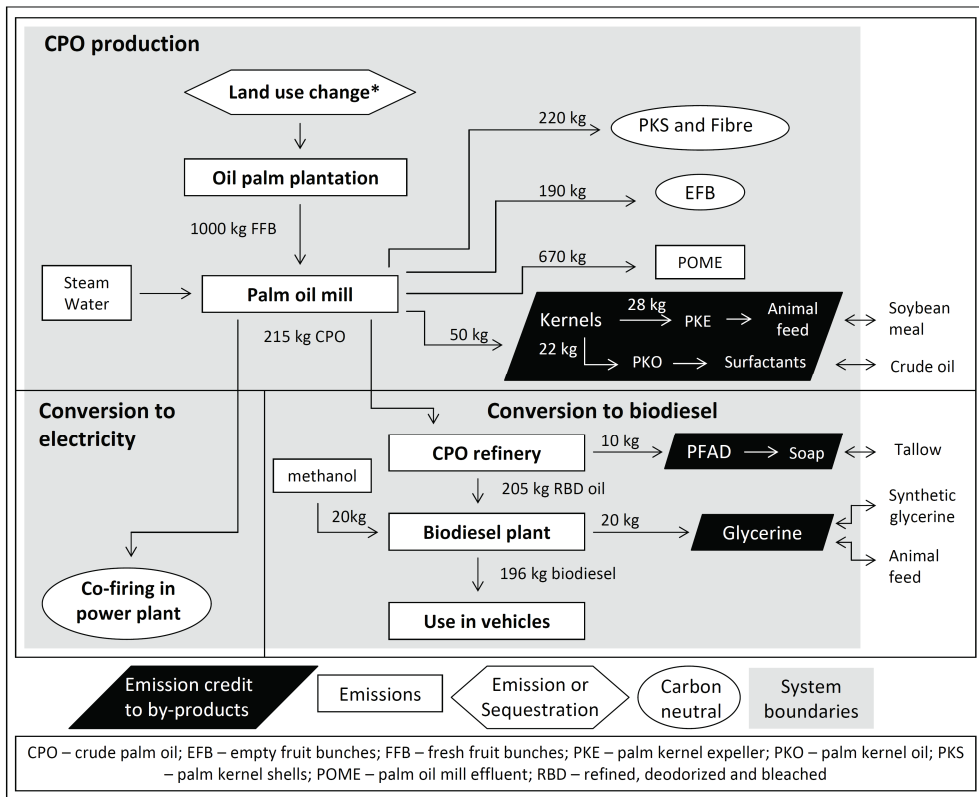 CPO production
Land use change*
220 kg
PKS and Fibre
Oil palm plantation
190 kg
EFB
1000 kg FFB
670 kg
POME
Steam
Water
Palm oil mill
215 kg CPO
50 kg
Kernels
28 kg
PKE
Animal
feed
Soybean
meal
22 kg
PKO
Surfactants
Crude oil
Conversion to
electricity
Conversion to biodiesel
CPO refinery
10 kg
PFAD
Soap
Tallow
methanol
205 kg RBD oil
20kg
Biodiesel plant
20 kg
Glycerine
Synthetic
glycerine
Animal
feed
196 kg biodiesel
Co-firing in
power plant
Use in vehicles
Emission credit
to by-products
Emissions
Emission or
Sequestration
Carbon
neutral
System
boundaries
CPO – crude palm oil; EFB – empty fruit bunches; FFB – fresh fruit bunches; PKE – palm kernel expeller; PKO – palm kernel oil; PKS
– palm kernel shells; POME – palm oil mill effluent; RBD – refined, deodorized and bleached